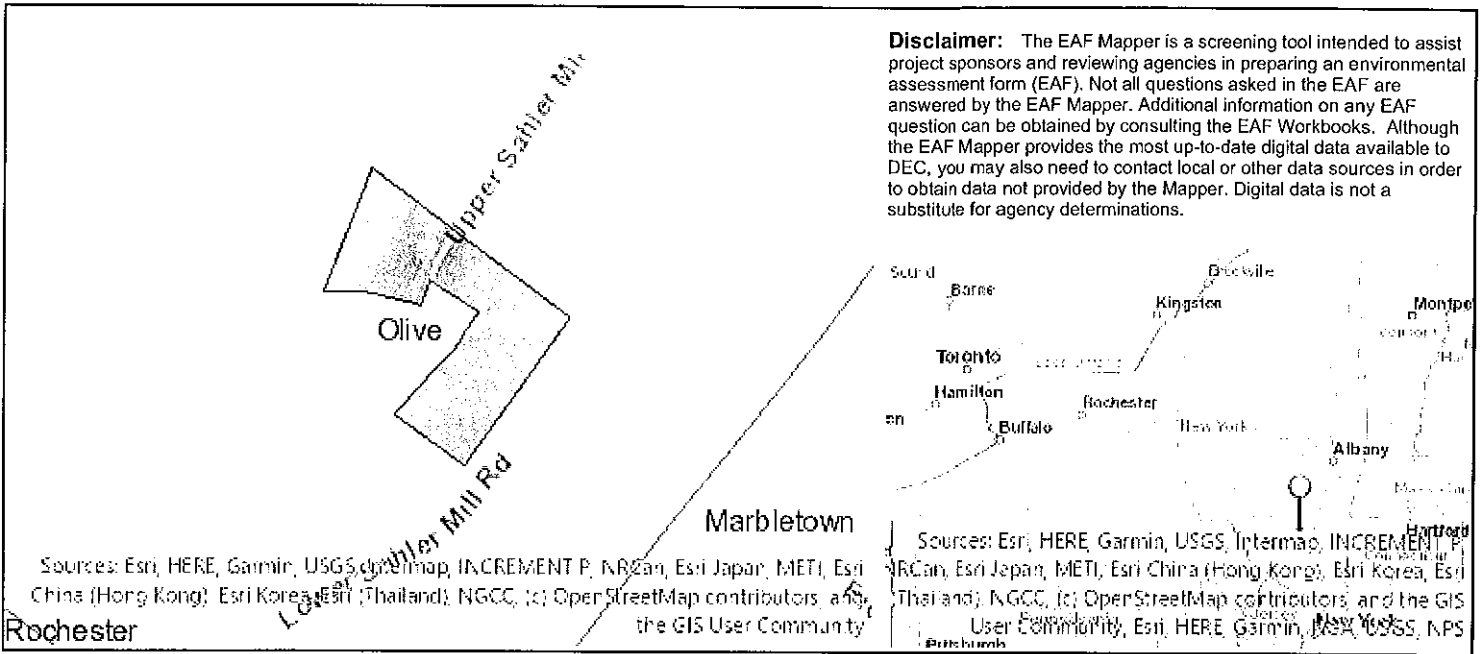 Disclaimer: The EAF Mapper is a screening tool intended to assist
project sponsors and reviewing agencies in preparing an environmental
assessment form (EAF). Not all questions asked in the EAF are
answered by the EAF Mapper. Additional information on any EAF
question can be obtained by consulting the EAF Workbooks. Although
the EAF Mapper provides the most up-to-date digital data available to
DEC, you may also need to contact local or other data sources in order
to obtain data not provided by the Mapper. Digital data is not a
substitute for agency determinations.
Upper Sahler
Olive
Lower Sahler Mill Rd
Marbletown
Rochester
Sources: Esri, HERE, Garmin, USGS, Intermap, INCREMENT P, NRCan, Esri Japan, METI, Esri
China (Hong Kong), Esri Korea, Esri (Thailand), NGCC, (c) OpenStreetMap contributors, and
the GIS User Community
Barrie
Kingston
Toronto
Hamilton
Rochester
Buffalo
New York
Albany
Hartford
Sources: Esri, HERE, Garmin, USGS, Intermap, INCREMENT P,
NRCan, Esri Japan, METI, Esri China (Hong Kong), Esri Korea, Esri
(Thailand), NGCC, (c) OpenStreetMap contributors, and the GIS
User Community, Esri, HERE, Garmin, USGS, NPS
New York
Pittsburgh